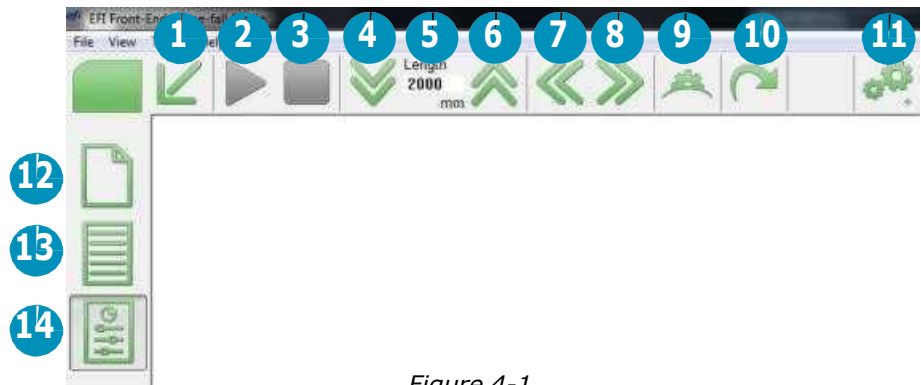 EFI Front-End
File View
1 2 3 4 5 6 7 8 9 10 11
Length
2000
mm
12
13
14
Figure 4-1